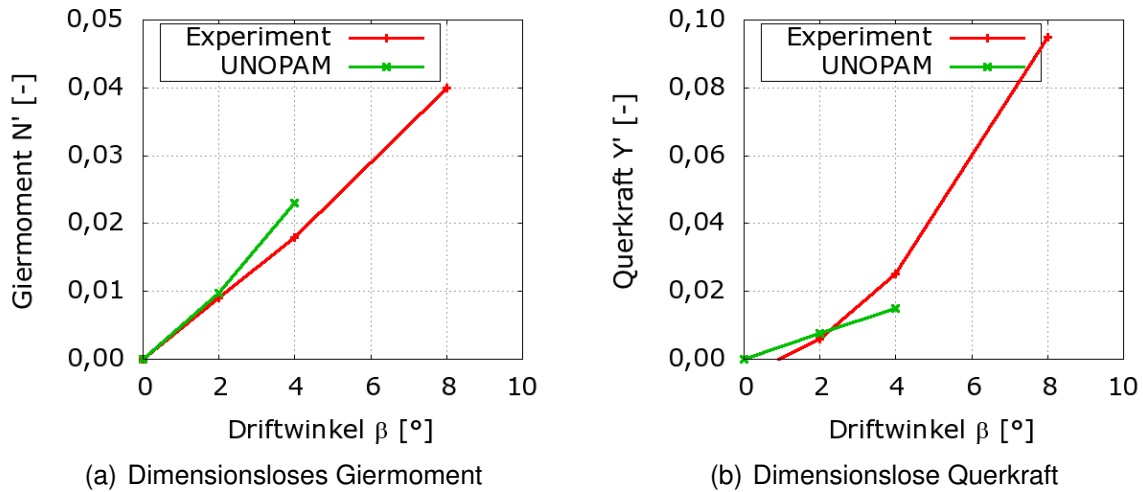 0,05
0,04
0,03
0,02
0,01
0,00
Giermoment N' [-]
Experiment
UNOPAM
0 2 4 6 8 10
Driftwinkel β [°]
(a) Dimensionsloses Giermoment
0,10
0,08
0,06
0,04
0,02
0,00
Querkraft Y' [-]
Experiment
UNOPAM
0 2 4 6 8 10
Driftwinkel β [°]
(b) Dimensionslose Querkraft